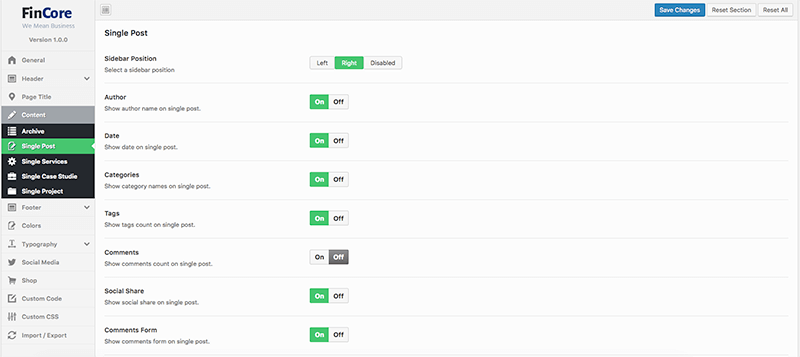 FinCore
We Mean Business
Version 1.0.0
General
Header
Page Title
Content
Archive
Single Post
Single Services
Single Case Studie
Single Project
Footer
Colors
Typography
Social Media
Shop
Custom Code
Custom CSS
Import / Export
Save Changes
Reset Section
Reset All
Single Post
Sidebar Position
Select a sidebar position
Left Right Disabled
Author
Show author name on single post.
On Off
Date
Show date on single post.
On Off
Categories
Show category names on single post.
On Off
Tags
Show tags count on single post.
On Off
Comments
Show comments count on single post.
On Off
Social Share
Show social share on single post.
On Off
Comments Form
Show comments form on single post.
On Off